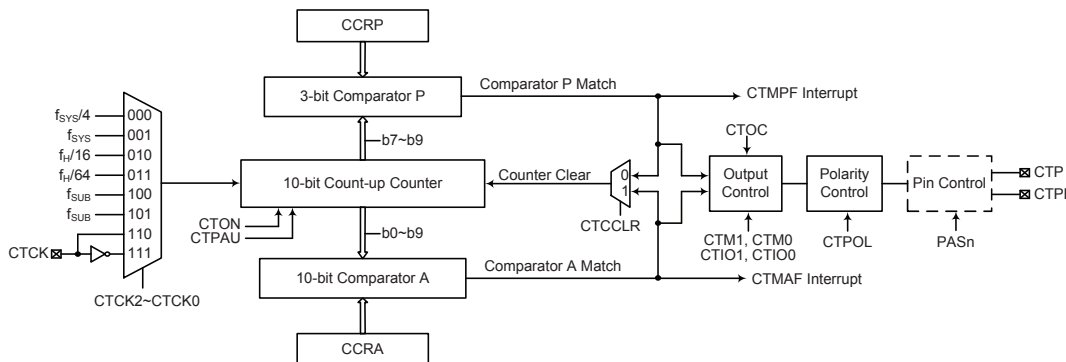 CCRP
3-bit Comparator P
Comparator P Match
CTMPF Interrupt
b7~b9
fSYS/4
fSYS
fH/16
fH/64
fSUB
fSUB
CTCK
000
001
010
011
100
101
110
111
CTCK2~CTCK0
10-bit Count-up Counter
CTON
CTPAU
Counter Clear
0
1
CTCCLR
b0~b9
CTOC
Output
Control
CTM1, CTM0
CTIO1, CTIO0
Polarity
Control
CTPOL
Pin Control
PASn
CTP
10-bit Comparator A
Comparator A Match
CTMAF Interrupt
CCRA